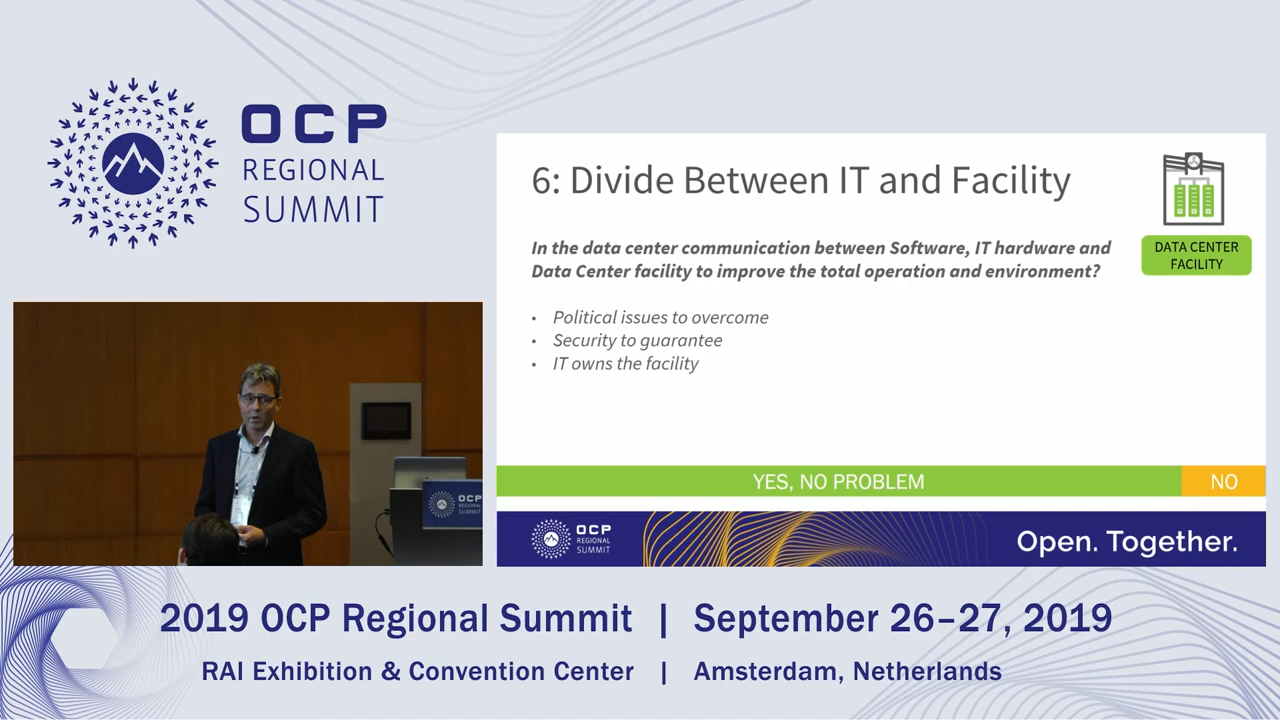 OCP
REGIONAL
SUMMIT
6: Divide Between IT and Facility
DATA CENTER
FACILITY
In the data center communication between Software, IT hardware and
Data Center facility to improve the total operation and environment?
• Political issues to overcome
• Security to guarantee
• IT owns the facility
YES, NO PROBLEM
NO
OCP
REGIONAL
SUMMIT
Open. Together.
OCP
REGIONAL
SUMMIT
2019 OCP Regional Summit | September 26–27, 2019
RAI Exhibition & Convention Center | Amsterdam, Netherlands